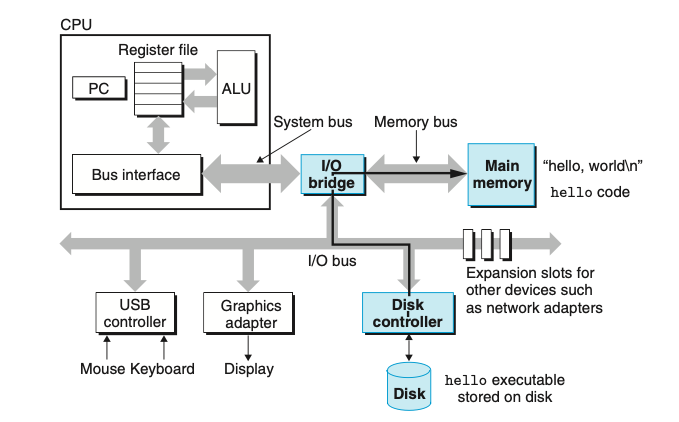 CPU
Register file
PC
ALU
System bus
Memory bus
Bus interface
I/O
bridge
Main
memory
“hello, world\n”
hello code
I/O bus
Expansion slots for
other devices such
as network adapters
USB
controller
Graphics
adapter
Disk
controller
Mouse Keyboard
Display
Disk
hello executable
stored on disk